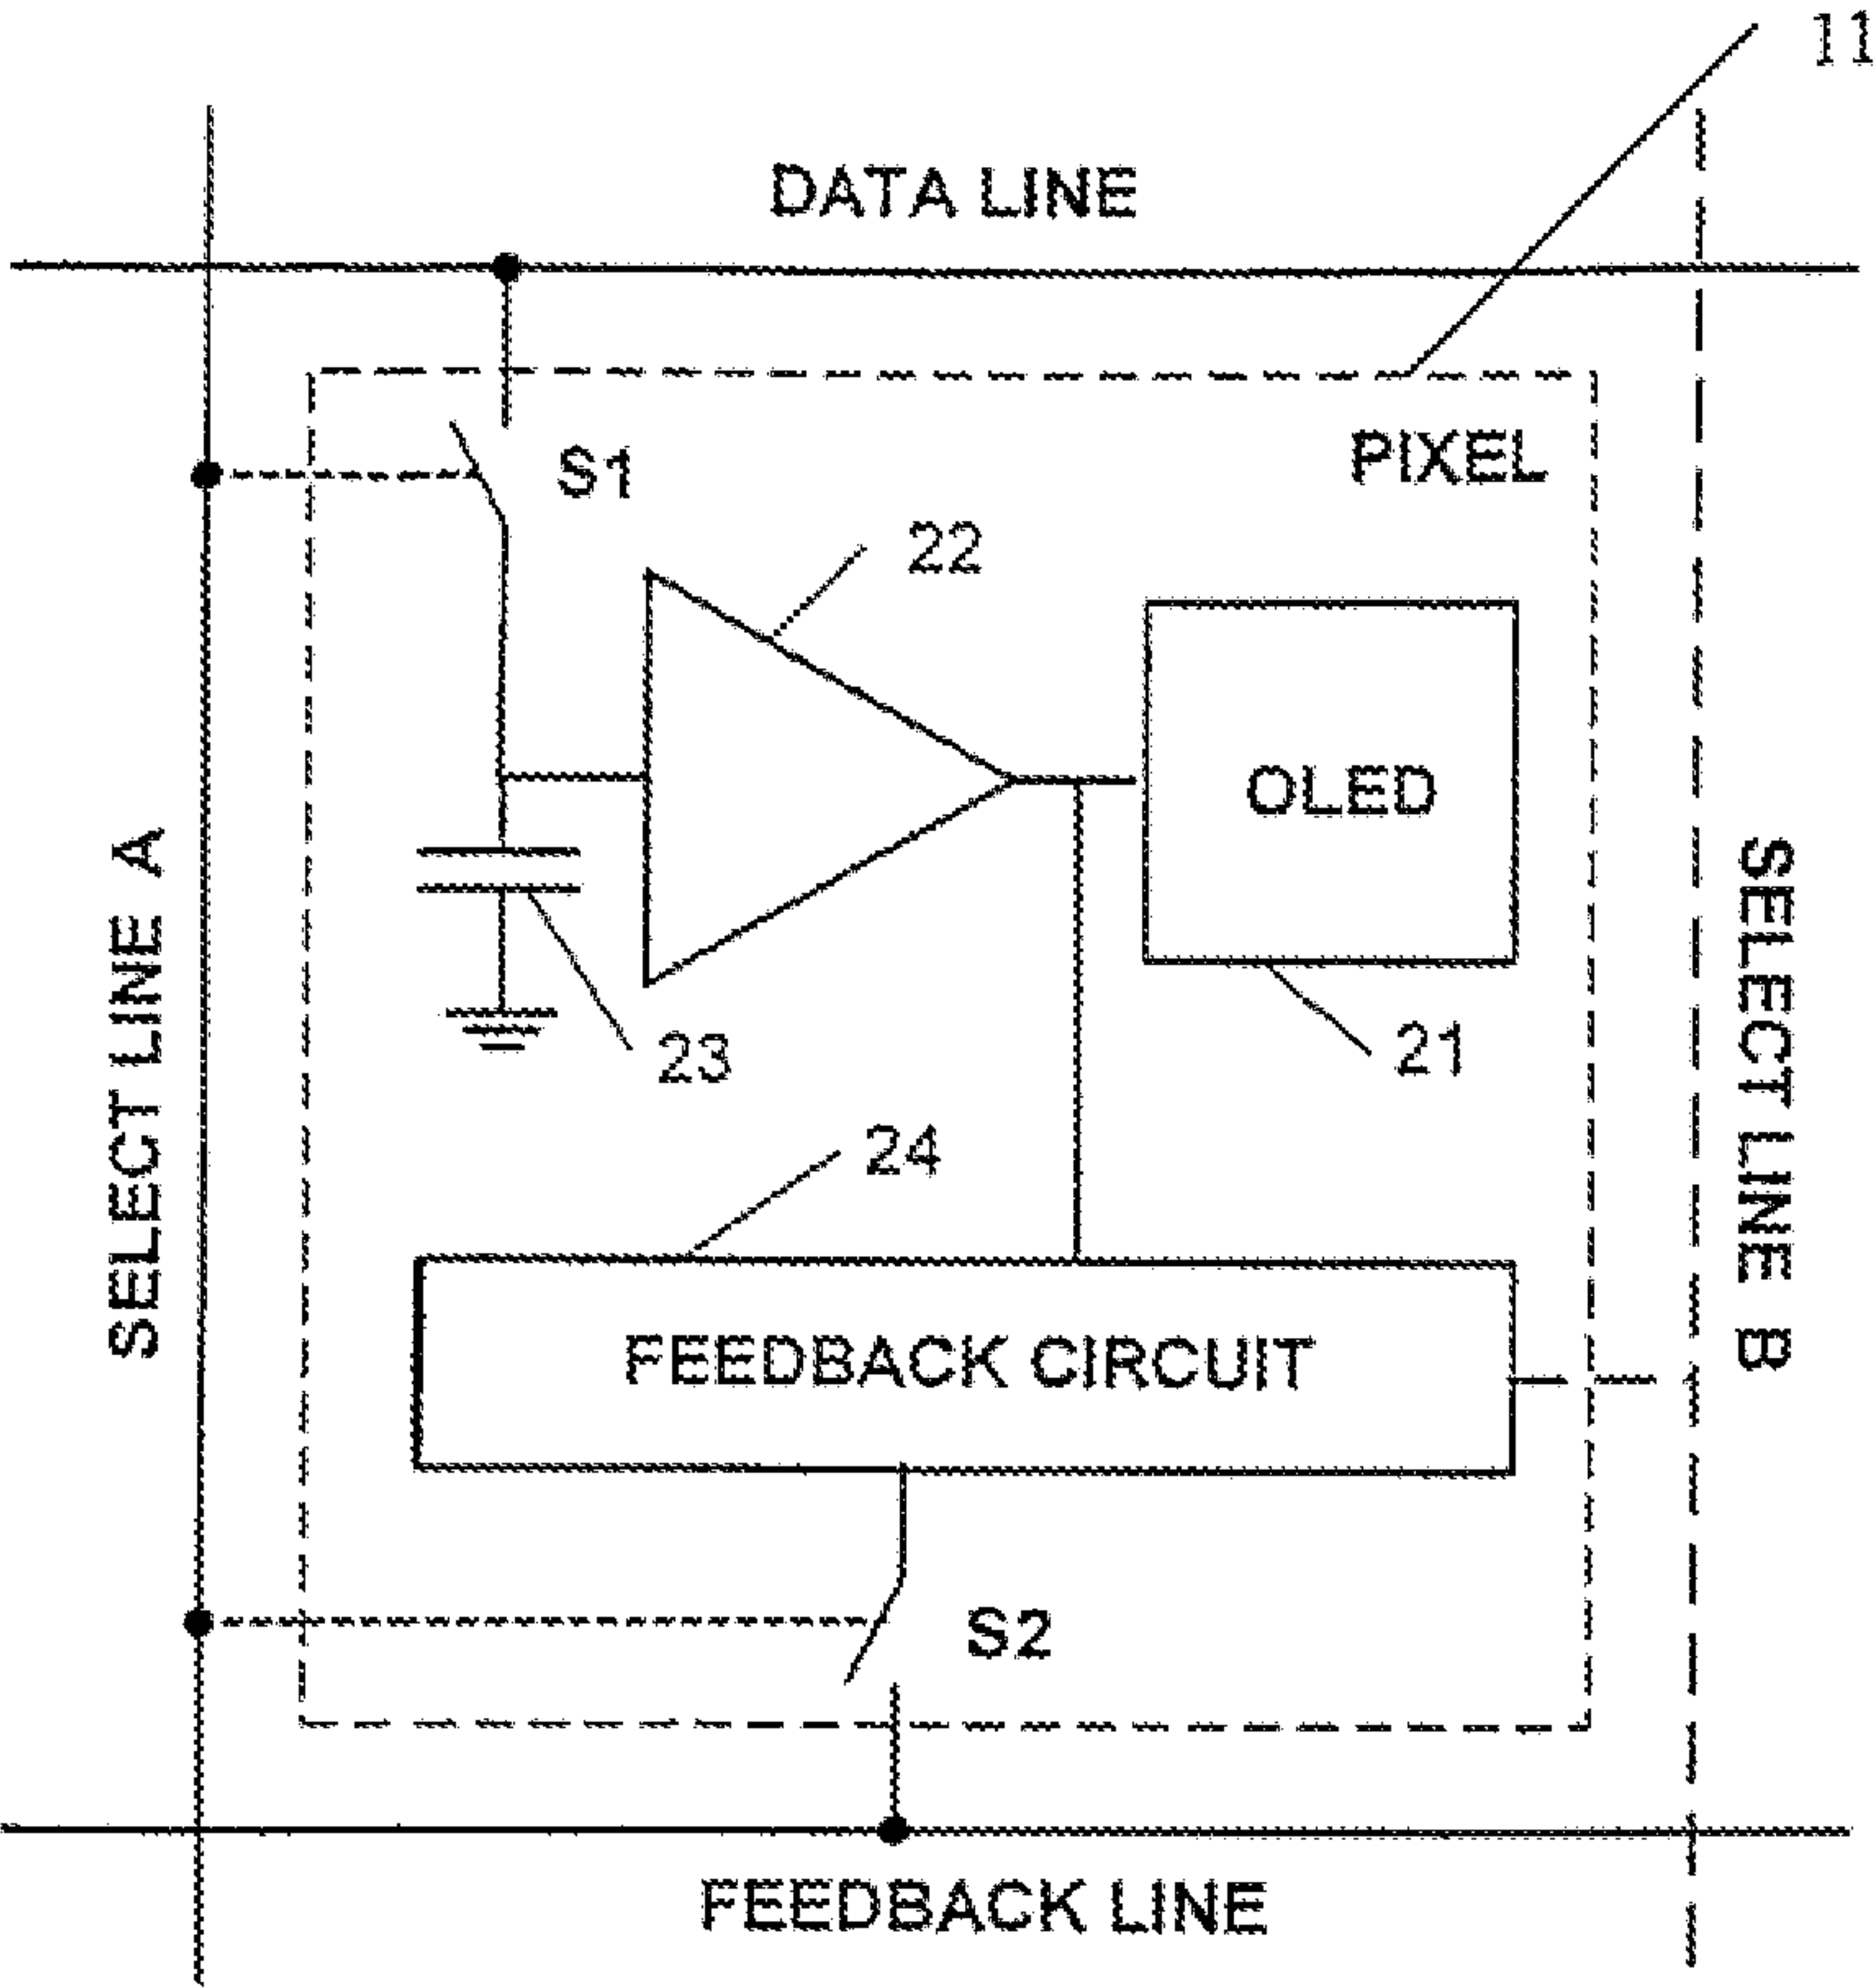 11
DATA LINE
S1
PIXEL
22
OLED
SELECT LINE A
SELECT LINE B
23
21
24
FEEDBACK CIRCUIT
S2
FEEDBACK LINE